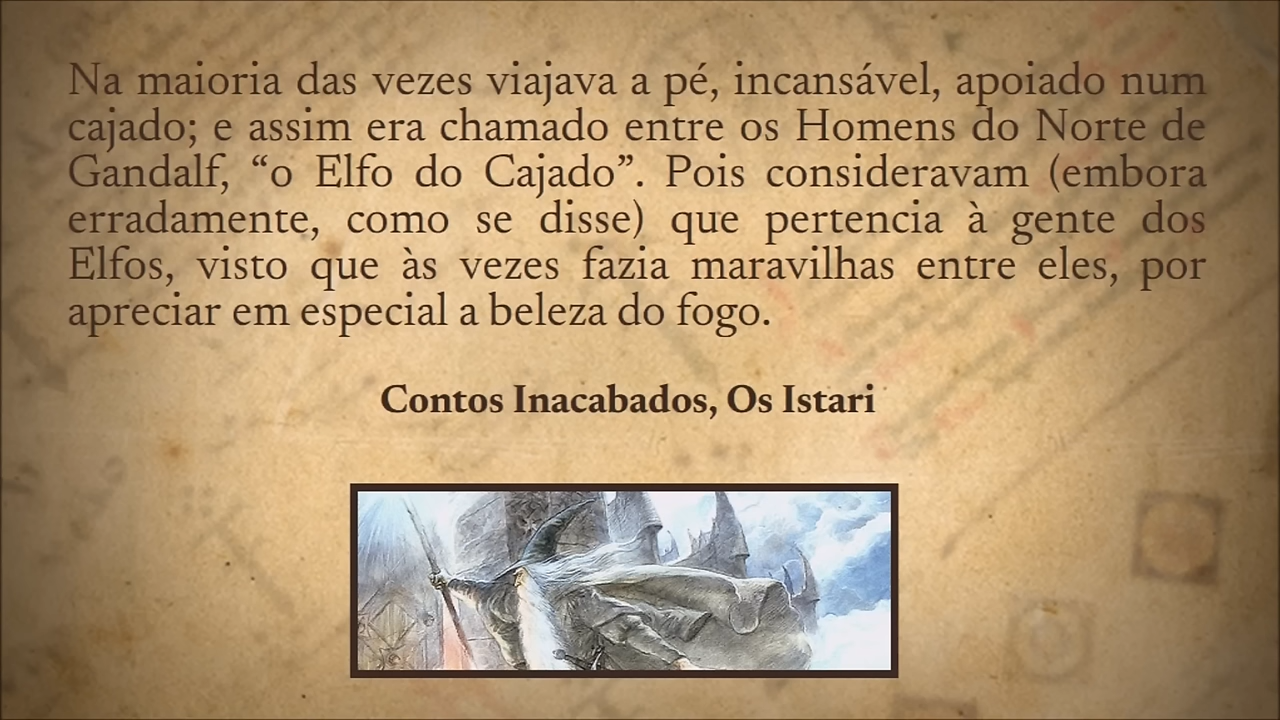 Na maioria das vezes viajava a pé, incansável, apoiado num
cajado; e assim era chamado entre os Homens do Norte de
Gandalf, “o Elfo do Cajado”. Pois consideravam (embora
erradamente, como se disse) que pertencia à gente dos
Elfos, visto que às vezes fazia maravilhas entre eles, por
apreciar em especial a beleza do fogo.
Contos Inacabados, Os Istari